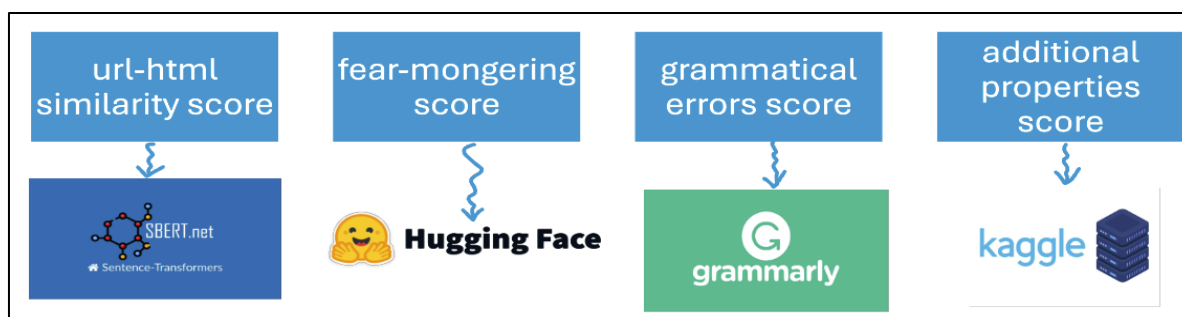 url-html
similarity score
fear-mongering
score
grammatical
errors score
additional
properties
score
SBERT.net
Sentence-Transformers
Hugging Face
G
grammarly
kaggle